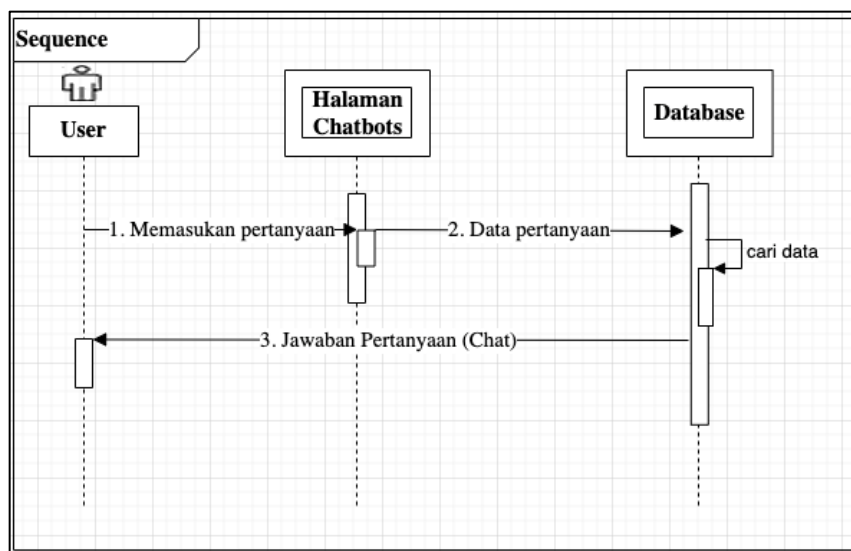 Sequence
User
Halaman
Chatbots
Database
1. Memasukan pertanyaan
2. Data pertanyaan
cari data
3. Jawaban Pertanyaan (Chat)